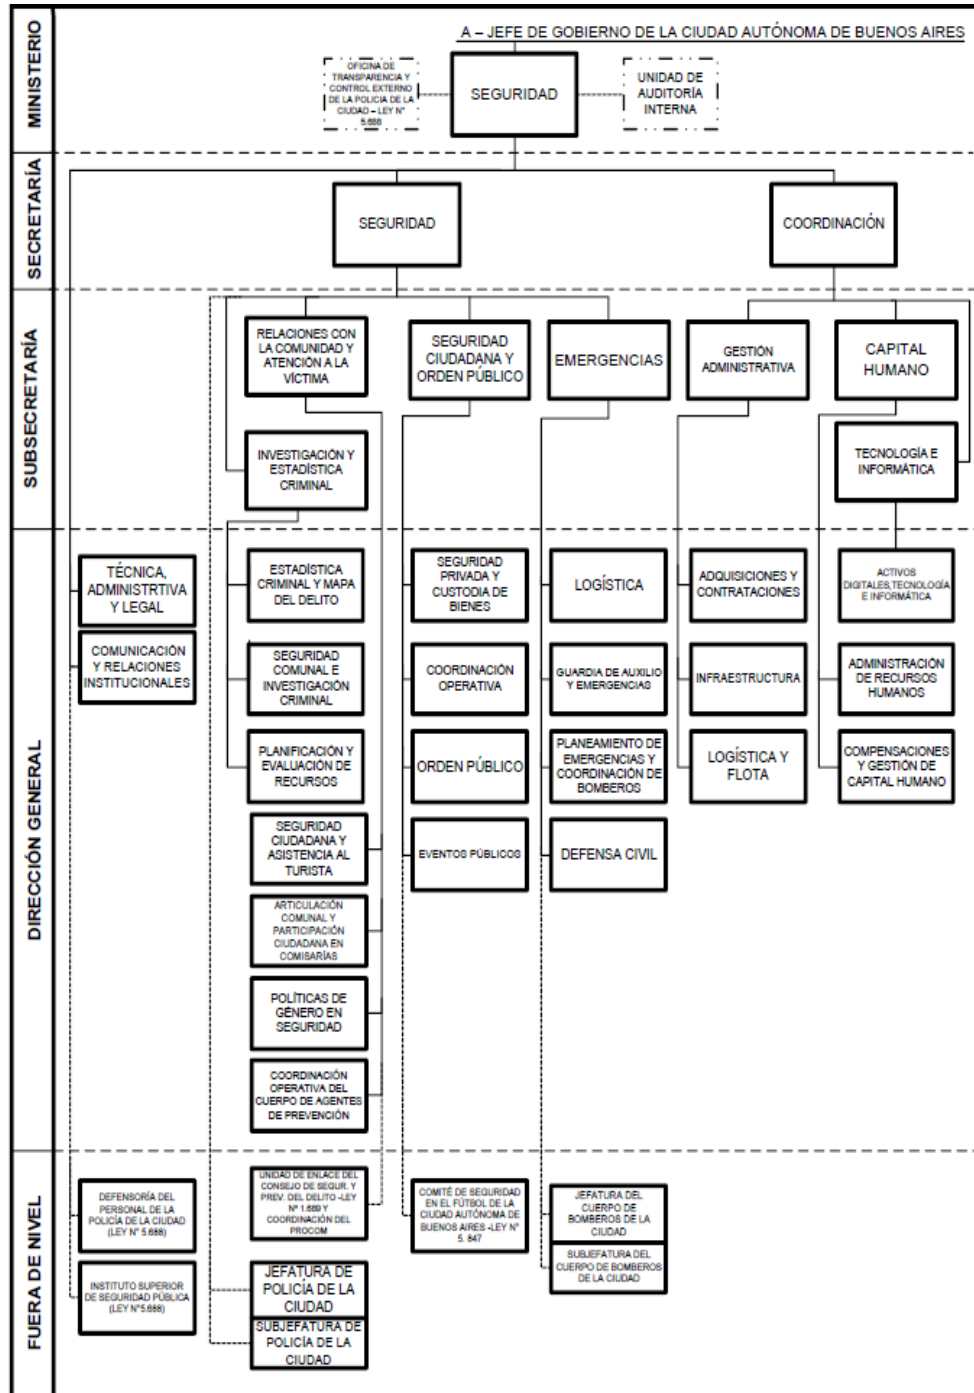 A – JEFE DE GOBIERNO DE LA CIUDAD AUTÓNOMA DE BUENOS AIRES
MINISTERIO
OFICINA DE
TRANSPARENCIA Y
CONTROL EXTERNO
DE LA POLICIA DE LA
CIUDAD – LEY N°
5.688
SEGURIDAD
UNIDAD DE
AUDITORÍA
INTERNA
SECRETARÍA
SEGURIDAD
COORDINACIÓN
SUBSECRETARÍA
RELACIONES CON
LA COMUNIDAD Y
ATENCIÓN A LA
VÍCTIMA
SEGURIDAD
CIUDADANA Y
ORDEN PÚBLICO
EMERGENCIAS
GESTIÓN
ADMINISTRATIVA
CAPITAL
HUMANO
INVESTIGACIÓN Y
ESTADÍSTICA
CRIMINAL
TECNOLOGÍA E
INFORMÁTICA
DIRECCIÓN GENERAL
TÉCNICA,
ADMINISTRTIVA
Y LEGAL
ESTADÍSTICA
CRIMINAL Y MAPA
DEL DELITO
SEGURIDAD
PRIVADA Y
CUSTODIA DE
BIENES
LOGÍSTICA
ADQUISICIONES Y
CONTRATACIONES
ACTIVOS
DIGITALES,TECNOLOGÍA
E INFORMÁTICA
COMUNICACIÓN
Y RELACIONES
INSTITUCIONALES
SEGURIDAD
COMUNAL E
INVESTIGACIÓN
CRIMINAL
COORDINACIÓN
OPERATIVA
GUARDIA DE AUXILIO
Y EMERGENCIAS
INFRAESTRUCTURA
ADMINISTRACIÓN
DE RECURSOS
HUMANOS
PLANIFICACIÓN Y
EVALUACIÓN DE
RECURSOS
ORDEN PÚBLICO
PLANEAMIENTO DE
EMERGENCIAS Y
COORDINACIÓN DE
BOMBEROS
LOGÍSTICA Y
FLOTA
COMPENSACIONES
Y GESTIÓN DE
CAPITAL HUMANO
SEGURIDAD
CIUDADANA Y
ASISTENCIA AL
TURISTA
EVENTOS PÚBLICOS
DEFENSA CIVIL
ARTICULACIÓN
COMUNAL Y
PARTICIPACIÓN
CIUDADANA EN
COMISARÍAS
POLÍTICAS DE
GÉNERO EN
SEGURIDAD
COORDINACIÓN
OPERATIVA DEL
CUERPO DE AGENTES
DE PREVENCIÓN
FUERA DE NIVEL
DEFENSORÍA DEL
PERSONAL DE LA
POLICÍA DE LA CIUDAD
(LEY N° 5.688)
UNIDAD DE ENLACE DEL
CONSEJO DE SEGUR. Y
PREV. DEL DELITO -LEY
N° 1.689 Y
COORDINACIÓN DEL
PROCOM
COMITÉ DE SEGURIDAD
EN EL FÚTBOL DE LA
CIUDAD AUTÓNOMA DE
BUENOS AIRES -LEY N°
5. 847
JEFATURA DEL
CUERPO DE
BOMBEROS DE LA
CIUDAD
SUBJEFATURA DEL
CUERPO DE BOMBEROS
DE LA CIUDAD
INSTITUTO SUPERIOR
DE SEGURIDAD PÚBLICA
(LEY N°5.688)
JEFATURA DE
POLICÍA DE LA
CIUDAD
SUBJEFATURA DE
POLICÍA DE LA
CIUDAD